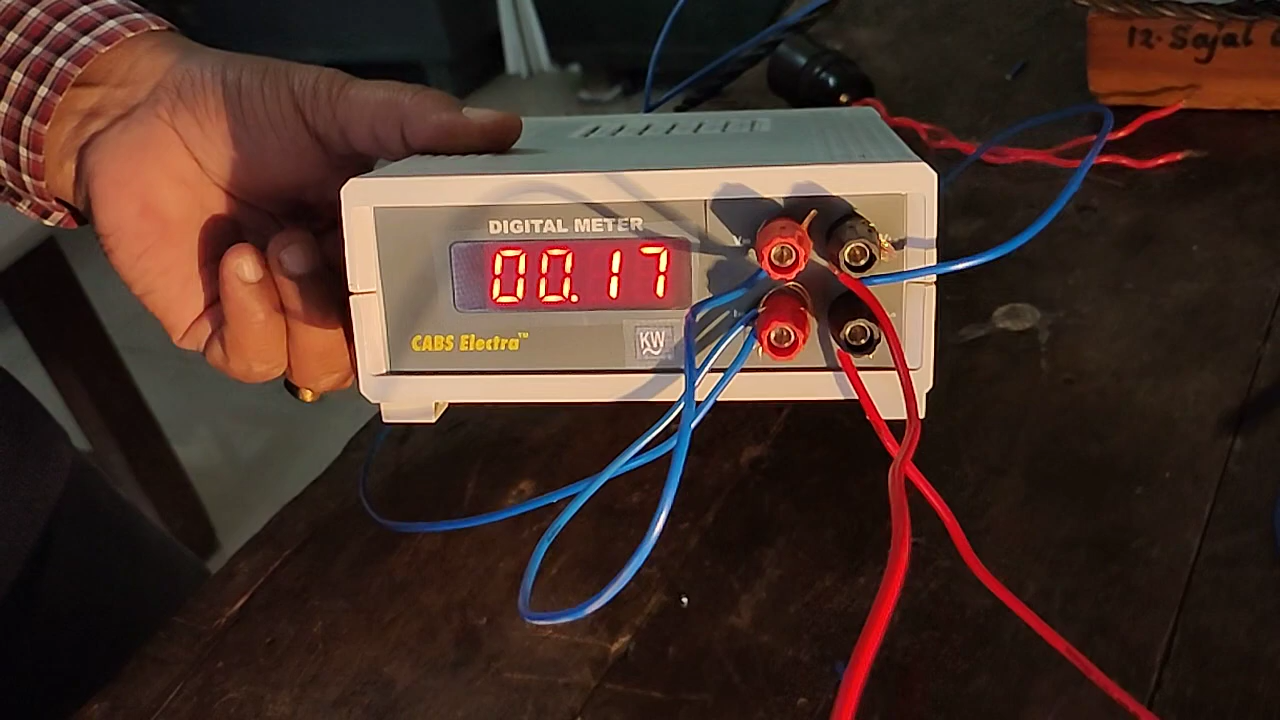 12. Sajal
DIGITAL METER
00.17
CABS Electra™
KW